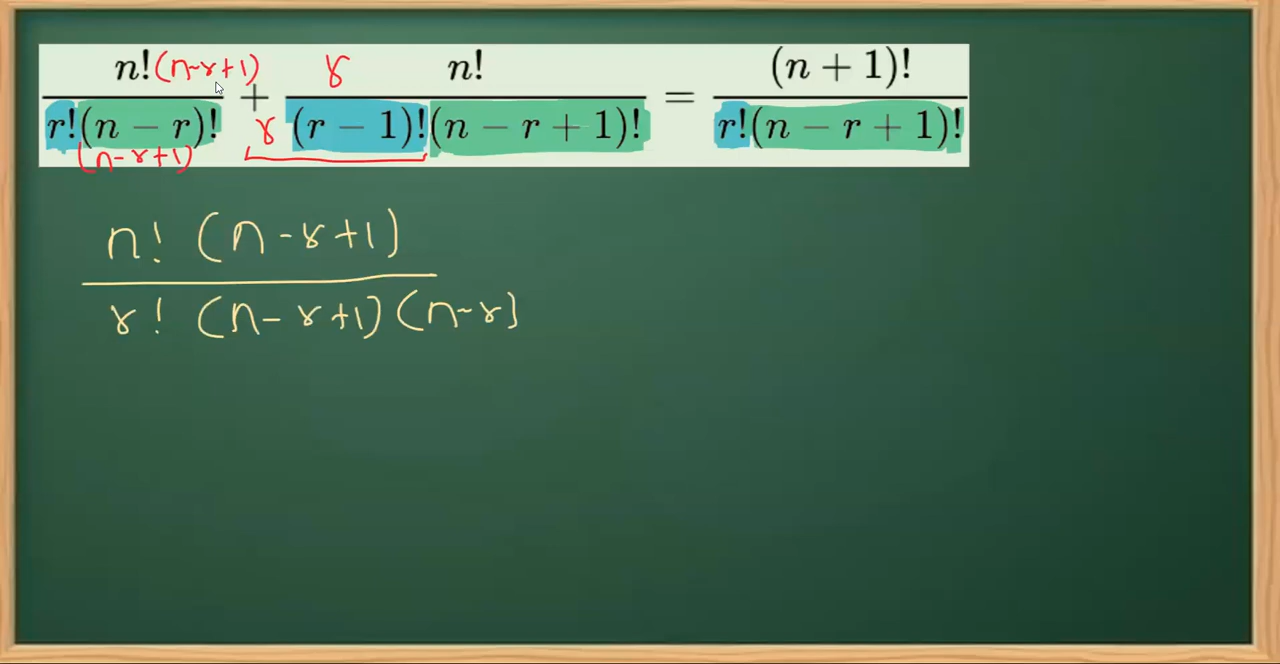 n!(n-r+1) + r n! = (n + 1)!
r!(n − r)! r (r − 1)!(n − r + 1)! r!(n − r + 1)!
(n-r+1)
n! (n-r+1)
r! (n-r+1) (n-r)